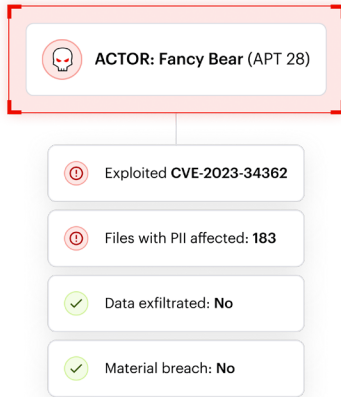 ACTOR: Fancy Bear (APT 28)
Exploited CVE-2023-34362
Files with PII affected: 183
Data exfiltrated: No
Material breach: No